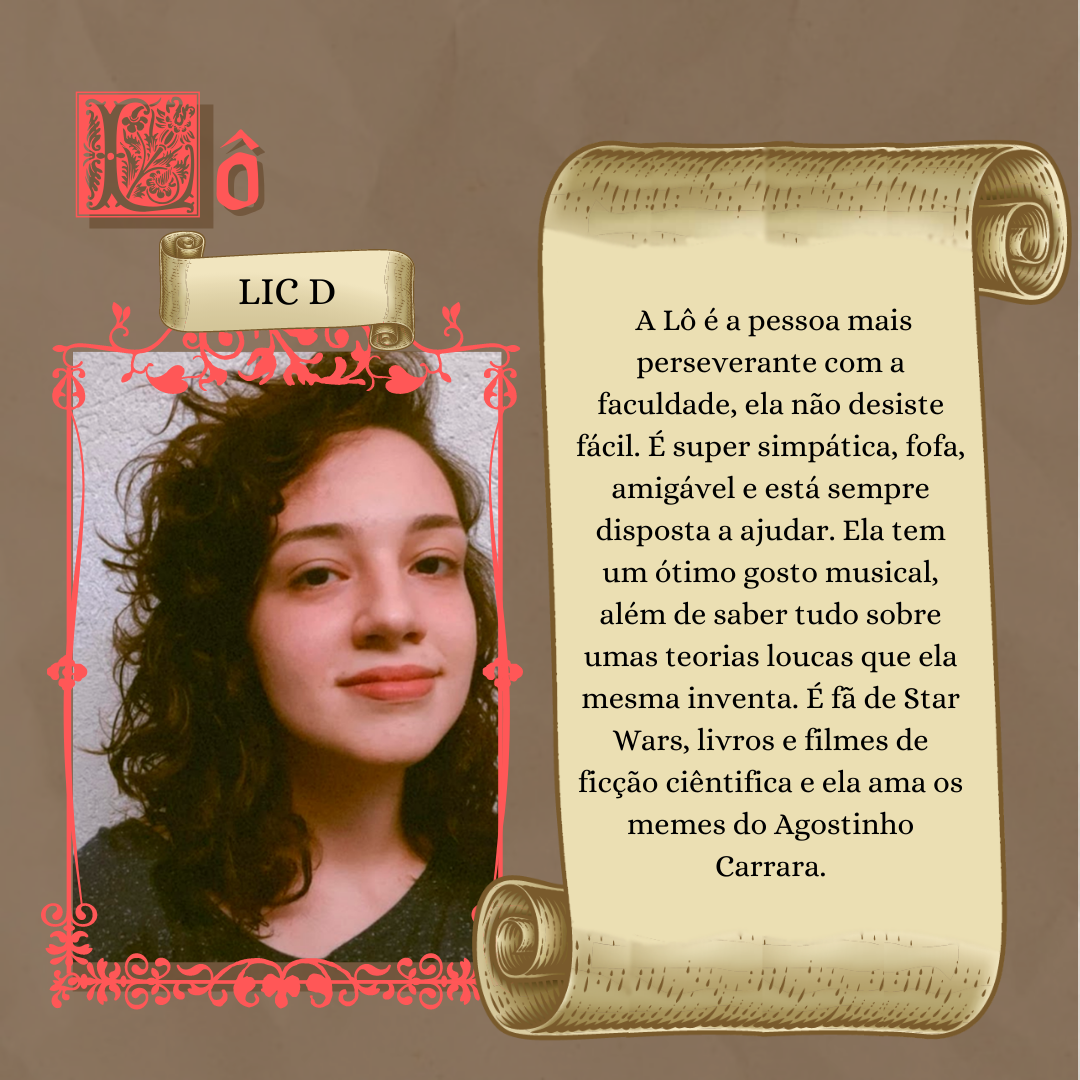 Lô
LIC D
A Lô é a pessoa mais
perseverante com a
faculdade, ela não desiste
fácil. É super simpática, fofa,
amigável e está sempre
disposta a ajudar. Ela tem
um ótimo gosto musical,
além de saber tudo sobre
umas teorias loucas que ela
mesma inventa. É fã de Star
Wars, livros e filmes de
ficção ciêntifica e ela ama os
memes do Agostinho
Carrara.